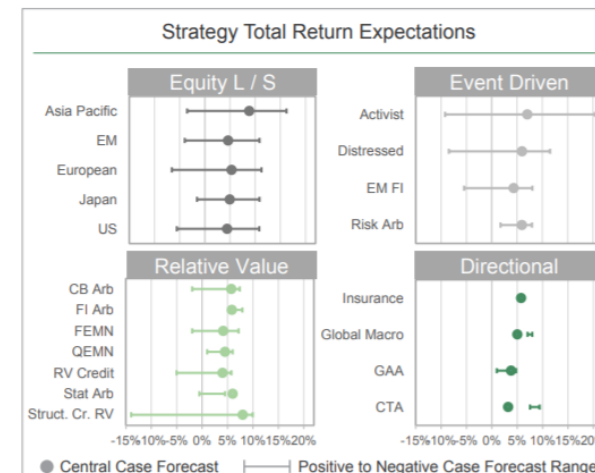 Strategy Total Return Expectations
Equity L / S
Asia Pacific
EM
European
Japan
US
Event Driven
Activist
Distressed
EM FI
Risk Arb
Relative Value
CB Arb
FI Arb
FEMN
QEMN
RV Credit
Stat Arb
Struct. Cr. RV
-15%10%-5% 0% 5% 10%15%20%
Directional
Insurance
Global Macro
GAA
CTA
-15%10%-5% 0% 5% 10%15%20%
Central Case Forecast Positive to Negative Case Forecast Range